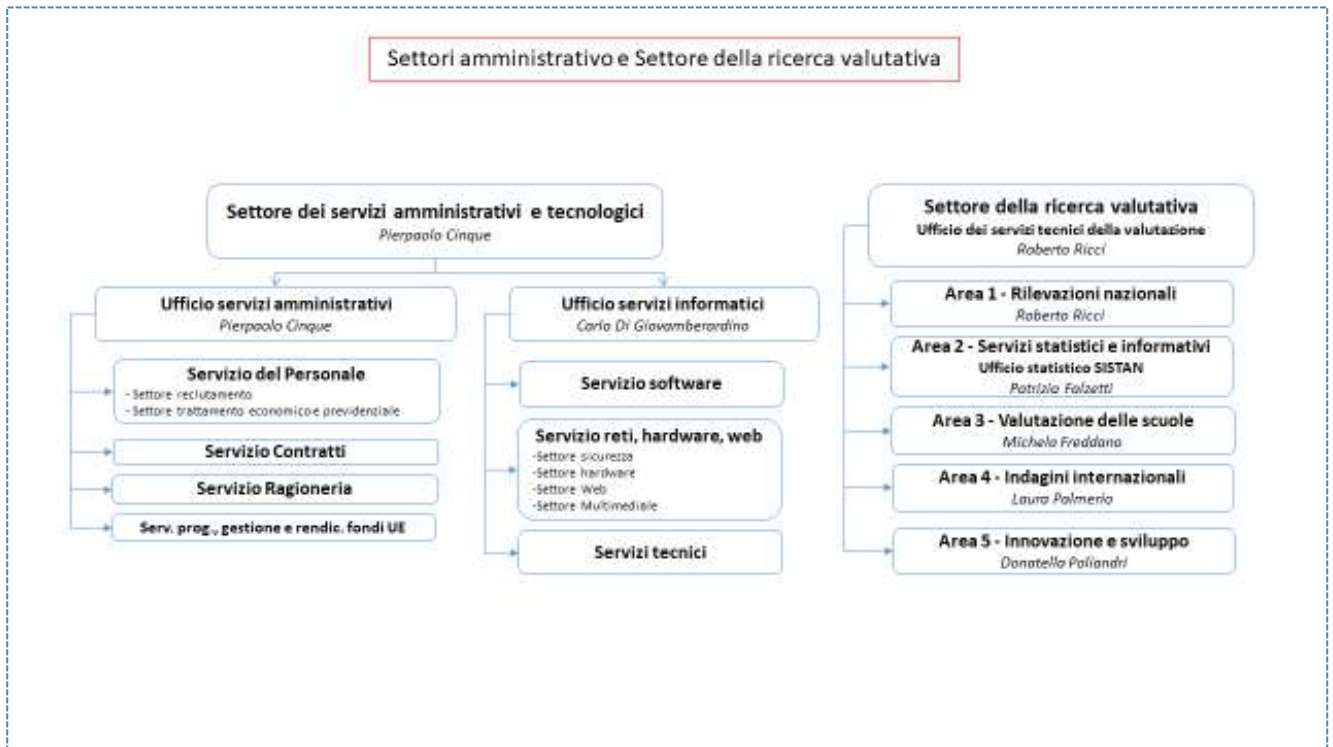 Settori amministrativo e Settore della ricerca valutativa
Settore dei servizi amministrativi e tecnologici
Pierpaolo Cinque
Ufficio servizi amministrativi
Pierpaolo Cinque
Servizio del Personale
- Settore reclutamento
- Settore trattamento economico e previdenziale
Servizio Contratti
Servizio Ragioneria
Serv. prog., gestione e rendic. fondi UE
Ufficio servizi informatici
Carlo Di Giovamberardino
Servizio software
Servizio reti, hardware, web
-Settore sicurezza
-Settore hardware
-Settore Web
-Settore Multimediale
Servizi tecnici
Settore della ricerca valutativa
Ufficio dei servizi tecnici della valutazione
Roberto Ricci
Area 1 - Rilevazioni nazionali
Roberto Ricci
Area 2 - Servizi statistici e informativi
Ufficio statistico SISTAN
Patrizia Falzetti
Area 3 - Valutazione delle scuole
Michela Freddano
Area 4 - Indagini internazionali
Laura Palmerio
Area 5 - Innovazione e sviluppo
Donatella Poliandri